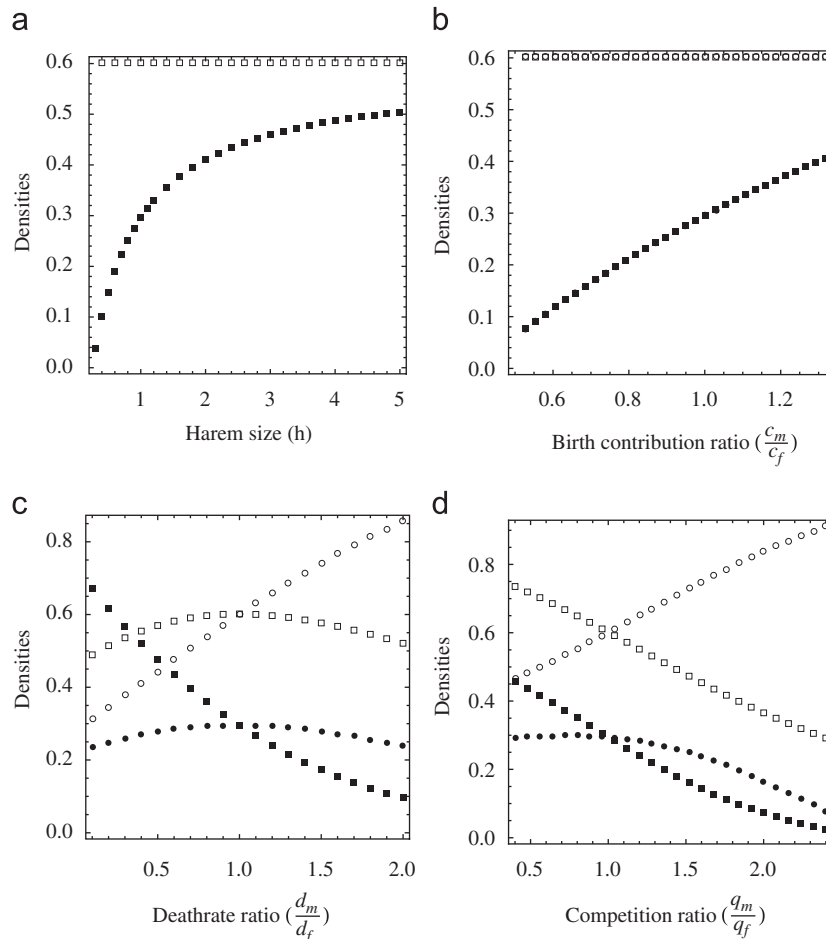 a
0.6
0.5
0.4
0.3
0.2
0.1
0.0
Densities
1 2 3 4 5
Harem size (h)
b
0.6
0.5
0.4
0.3
0.2
0.1
0.0
Densities
0.6 0.8 1.0 1.2
Birth contribution ratio (c_m/c_f)
c
0.8
0.6
0.4
0.2
0.0
Densities
0.5 1.0 1.5 2.0
Deathrate ratio (d_m/d_f)
d
0.8
0.6
0.4
0.2
0.0
Densities
0.5 1.0 1.5 2.0
Competition ratio (q_m/q_f)